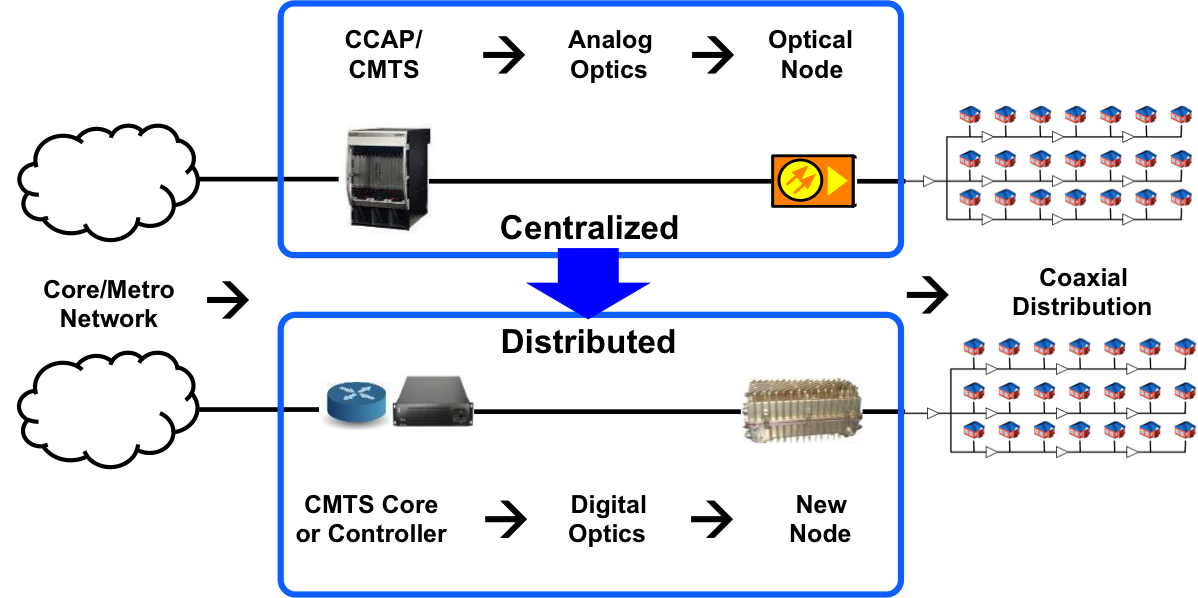 CCAP/
CMTS
Analog
Optics
Optical
Node
Centralized
Core/Metro
Network
Coaxial
Distribution
Distributed
CMTS Core
or Controller
Digital
Optics
New
Node